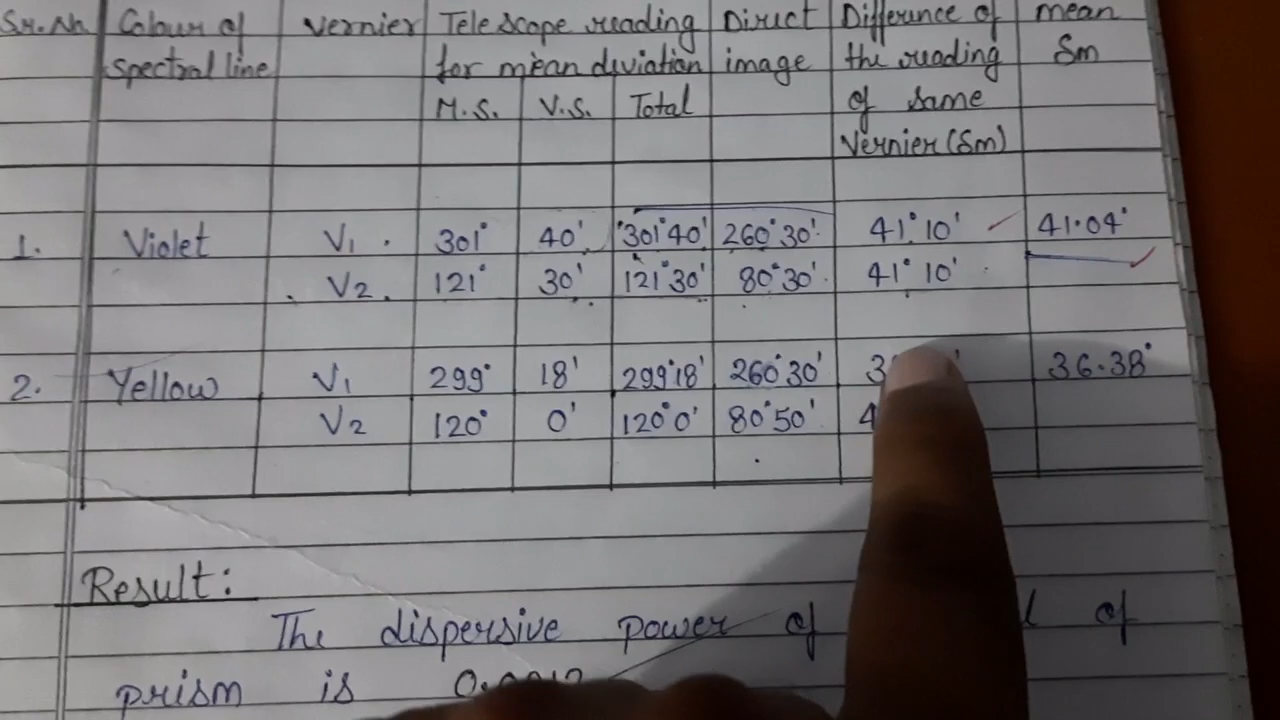 Sr.No. Colour of Vernier Telescope reading Direct Difference of mean
spectral line for mean deviation image the reading δm
M.S. V.S. Total of same
Vernier (δm)
1. Violet V1 301° 40' 301°40' 260°30' 41°10' 41.04°
V2 121° 30' 121°30' 80°30' 41°10'
2. Yellow V1 299° 18' 299°18' 260°30' 36.38°
V2 120° 0' 120°0' 80°50'
Result:
The dispersive power of of
prism is